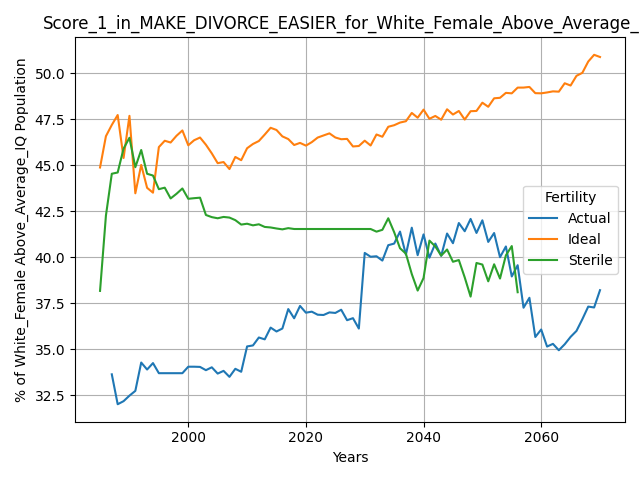 Score_1_in_MAKE_DIVORCE_EASIER_for_White_Female_Above_Average_
% of White_Female Above_Average_IQ Population
50.0
47.5
45.0
42.5
40.0
37.5
35.0
32.5
Fertility
Actual
Ideal
Sterile
2000
2020
2040
2060
Years